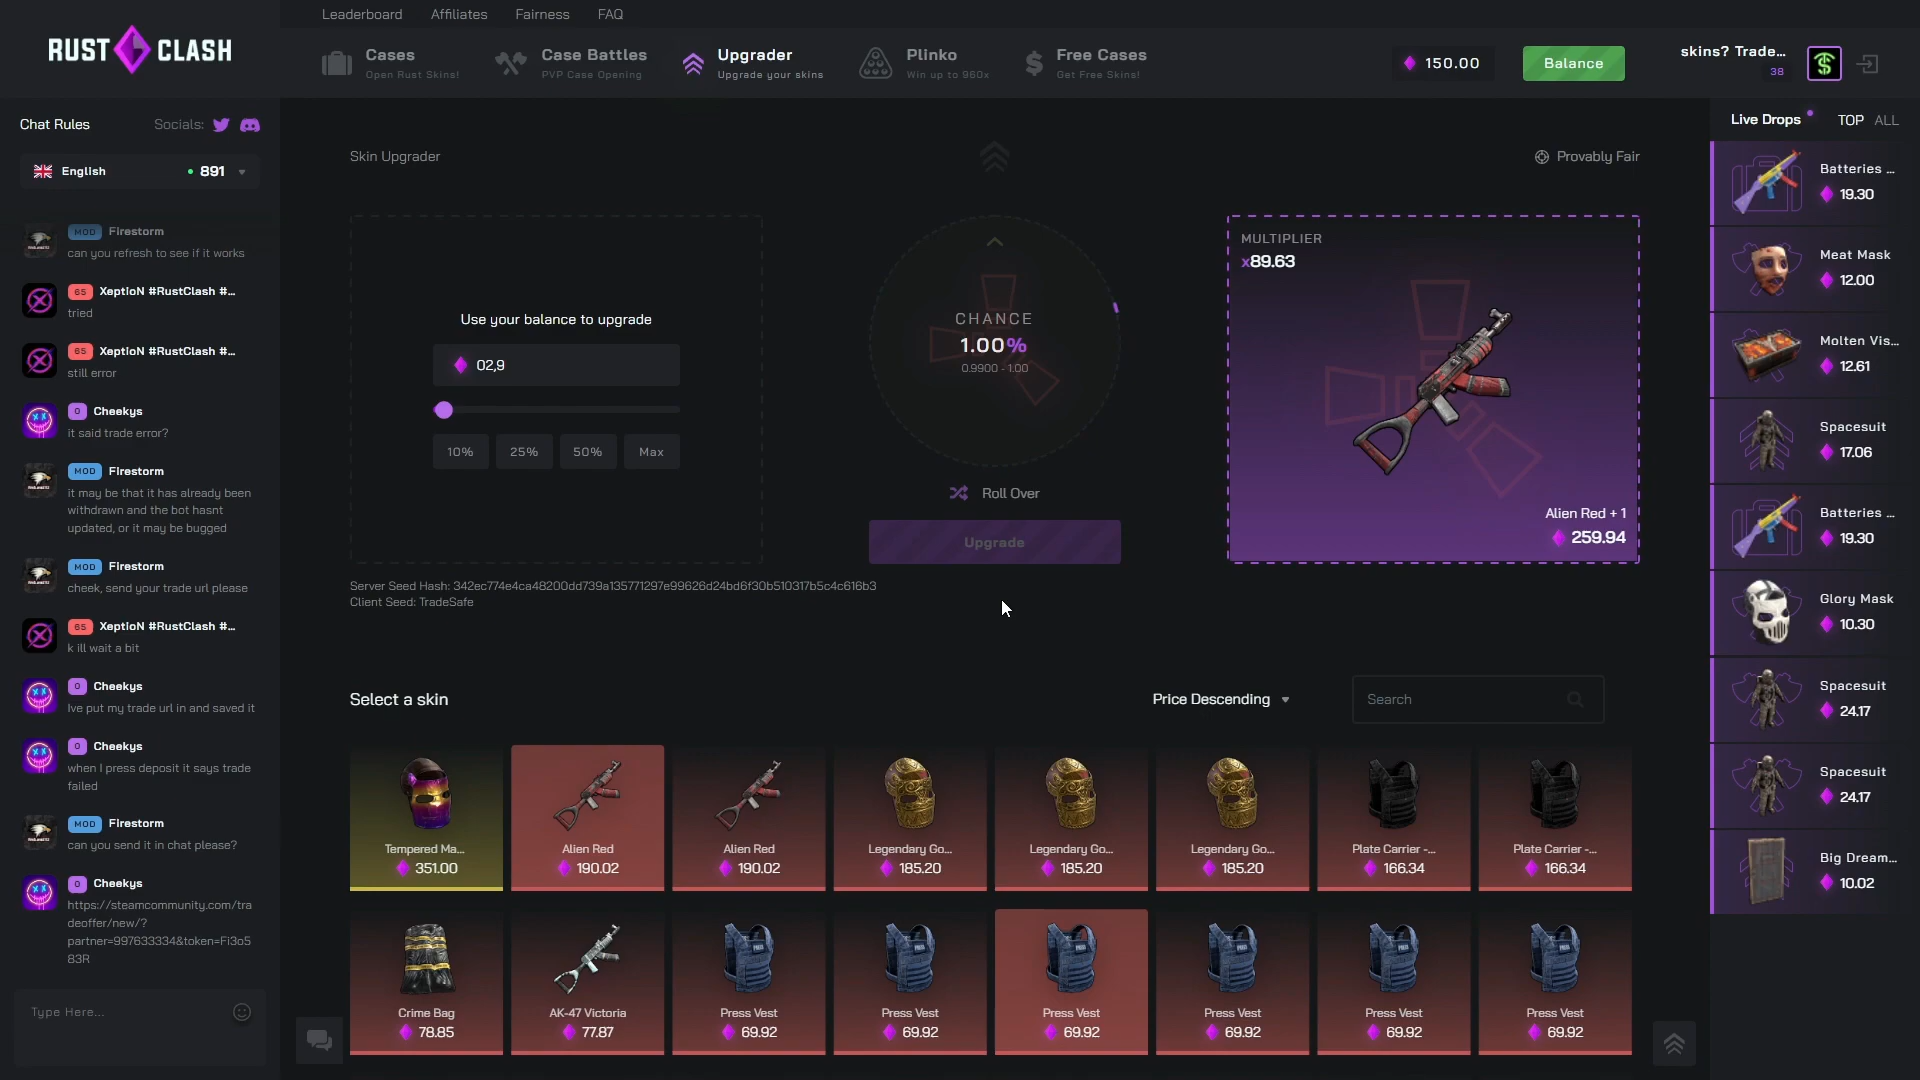 Leaderboard
Affiliates
Fairness
FAQ
RUST CLASH
Cases
Open Rust Skins!
Case Battles
PVP Case Opening
Upgrader
Upgrade your skins
Plinko
Win up to 960x
Free Cases
Get Free Skins!
150.00
Balance
skins? Trade...
38
Chat Rules
Socials:
English
891
MOD Firestorm
can you refresh to see if it works
65 XeptioN #RustClash #...
tried
65 XeptioN #RustClash #...
still error
0 Cheekys
it said trade error?
MOD Firestorm
it may be that it has already been
withdrawn and the bot hasnt
updated, or it may be bugged
MOD Firestorm
cheek, send your trade url please
65 XeptioN #RustClash #...
k ill wait a bit
0 Cheekys
Ive put my trade url in and saved it
0 Cheekys
when I press deposit it says trade
failed
MOD Firestorm
can you send it in chat please?
0 Cheekys
https://steamcommunity.com/tra
deoffer/new/?
partner=997633334&token=Fi3o5
83R
Type Here...
Skin Upgrader
Provably Fair
Use your balance to upgrade
02,9
10%
25%
50%
Max
CHANCE
1.00%
0.9900 - 1.00
Roll Over
Upgrade
MULTIPLIER
x89.63
Alien Red + 1
259.94
Server Seed Hash: 342ec774e4ca48200dd739a135771297e99626d24bd6f30b510317b5c4c616b3
Client Seed: TradeSafe
Select a skin
Price Descending
Search
Tempered Ma...
351.00
Alien Red
190.02
Alien Red
190.02
Legendary Go...
185.20
Legendary Go...
185.20
Legendary Go...
185.20
Plate Carrier -...
166.34
Plate Carrier -...
166.34
Crime Bag
78.85
AK-47 Victoria
77.87
Press Vest
69.92
Press Vest
69.92
Press Vest
69.92
Press Vest
69.92
Press Vest
69.92
Press Vest
69.92
Live Drops
TOP
ALL
Batteries ...
19.30
Meat Mask
12.00
Molten Vis...
12.61
Spacesuit
17.06
Batteries ...
19.30
Glory Mask
10.30
Spacesuit
24.17
Spacesuit
24.17
Big Dream...
10.02